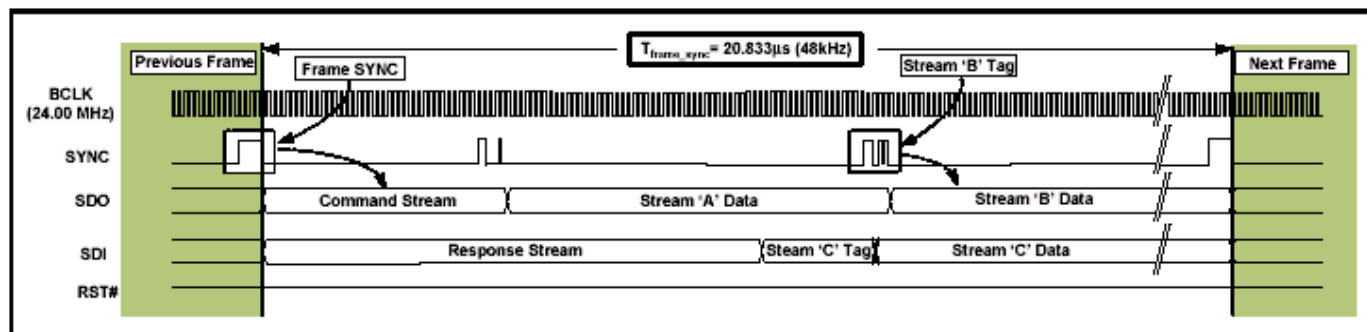 T_frame_sync = 20.833µs (48kHz)
Previous Frame
Frame SYNC
Stream 'B' Tag
Next Frame
BCLK
(24.00 MHz)
SYNC
SDO
Command Stream
Stream 'A' Data
Stream 'B' Data
SDI
Response Stream
Steam 'C' Tag
Stream 'C' Data
RST#